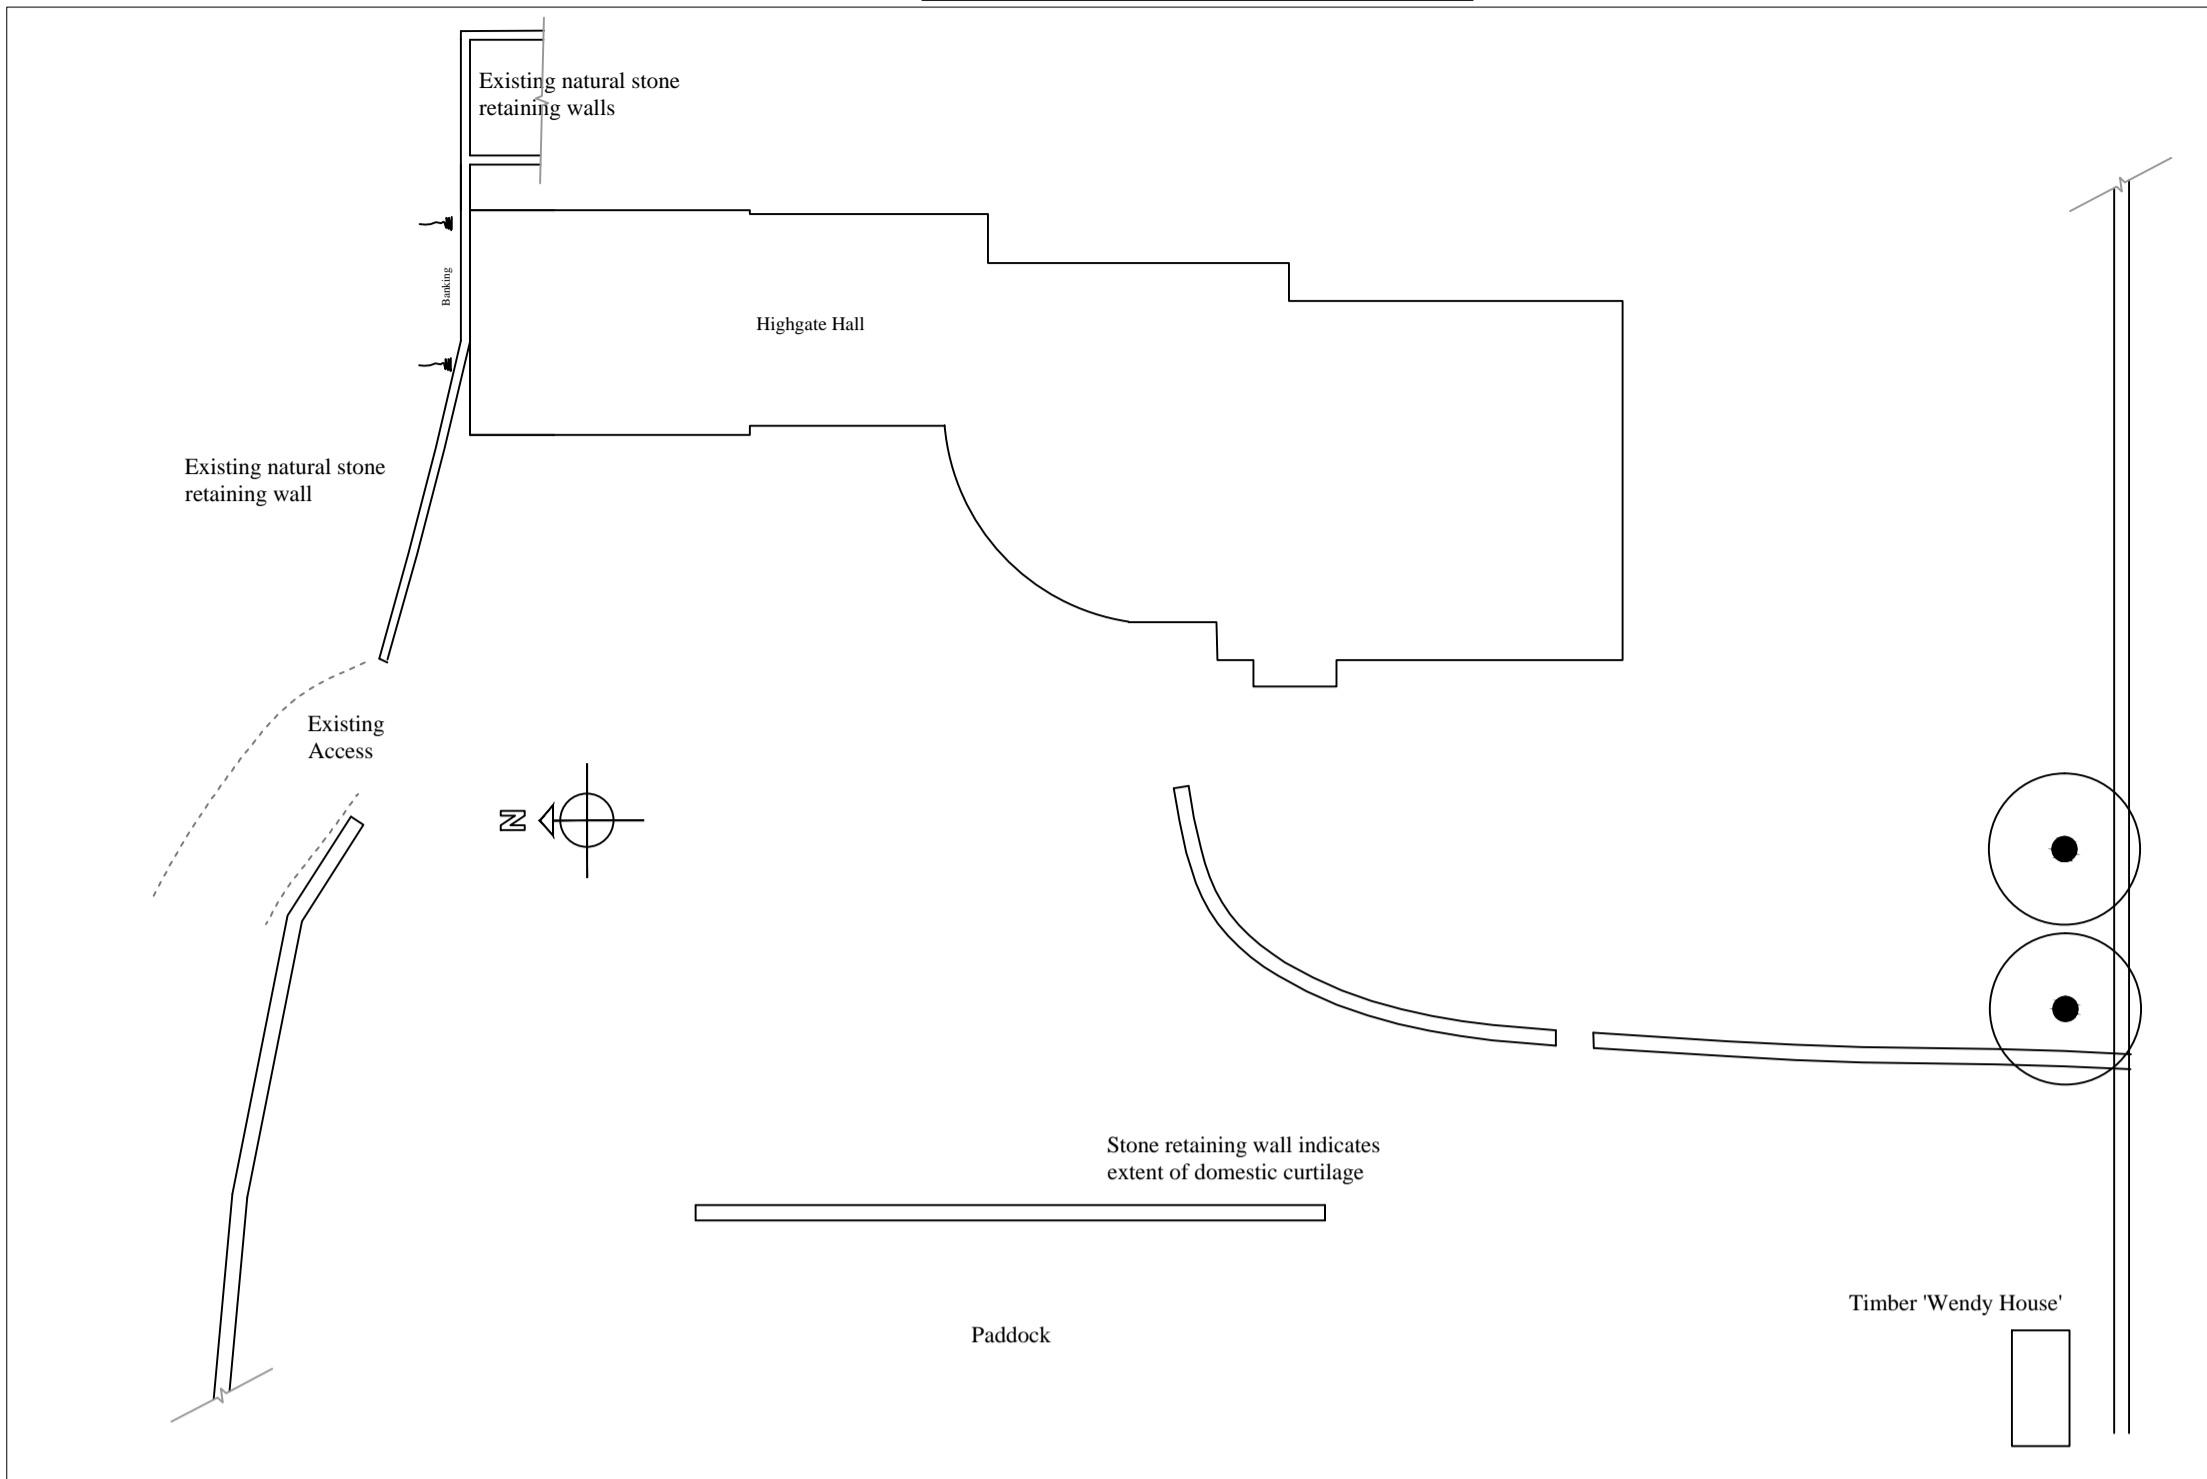 Existing natural stone
retaining walls
Banking
Highgate Hall
Existing natural stone
retaining wall
Existing
Access
N
Stone retaining wall indicates
extent of domestic curtilage
Timber 'Wendy House'
Paddock